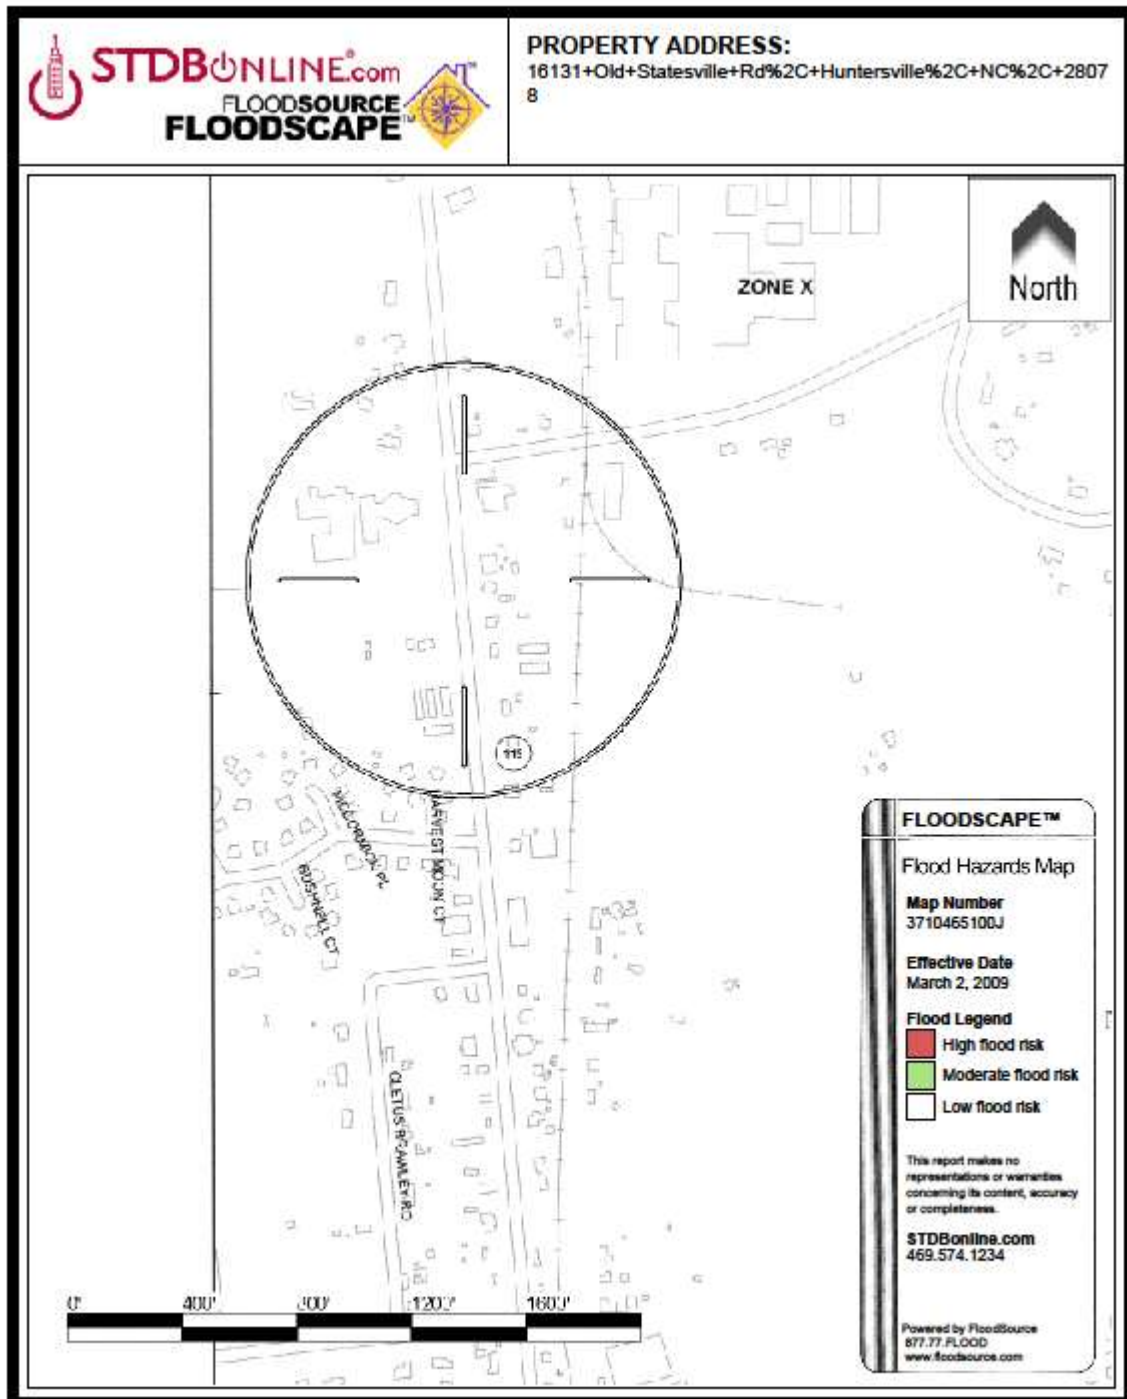 STDBONLINE.com
FLOODSOURCE
FLOODSCAPE™
PROPERTY ADDRESS:
16131+Old+Statesville+Rd%2C+Huntersville%2C+NC%2C+2807
8
North
ZONE X
115
MCCORMICK PL
HARVEST MOON CT
BUSHNELL CT
CLETUS BRAWLEY RD
0'
400'
800'
1200'
1600'
FLOODSCAPE™
Flood Hazards Map
Map Number
3710465100J
Effective Date
March 2, 2009
Flood Legend
High flood risk
Moderate flood risk
Low flood risk
This report makes no
representations or warranties
concerning its content, accuracy
or completeness.
STDBonline.com
469.574.1234
Powered by FloodSource
877.77.FLOOD
www.floodsource.com